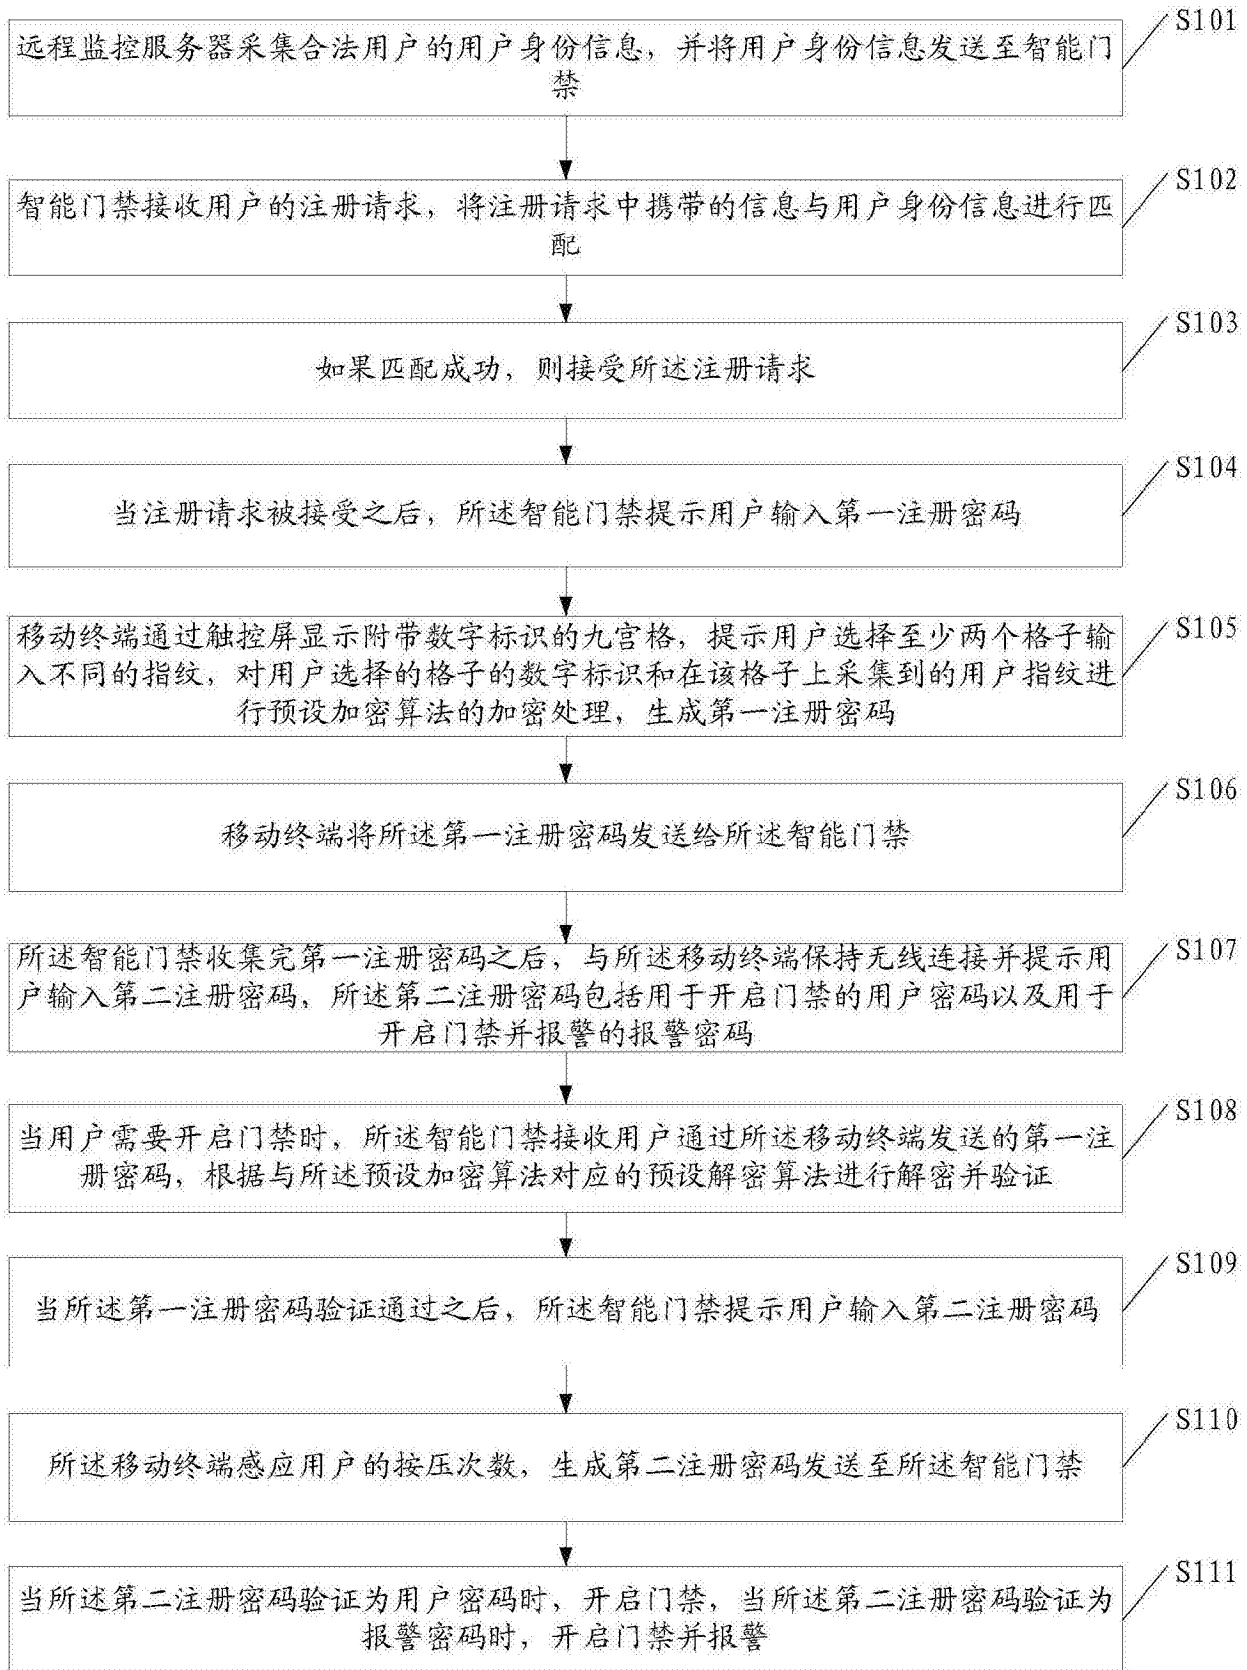 S101
远程监控服务器采集合法用户的用户身份信息，并将用户身份信息发送至智能门
禁
S102
智能门禁接收用户的注册请求，将注册请求中携带的信息与用户身份信息进行匹
配
S103
如果匹配成功，则接受所述注册请求
S104
当注册请求被接受之后，所述智能门禁提示用户输入第一注册密码
S105
移动终端通过触控屏显示附带数字标识的九宫格，提示用户选择至少两个格子输
入不同的指纹，对用户选择的格子的数字标识和在该格子上采集到的用户指纹进
行预设加密算法的加密处理，生成第一注册密码
S106
移动终端将所述第一注册密码发送给所述智能门禁
S107
所述智能门禁收集完第一注册密码之后，与所述移动终端保持无线连接并提示用
户输入第二注册密码，所述第二注册密码包括用于开启门禁的用户密码以及用于
开启门禁并报警的报警密码
S108
当用户需要开启门禁时，所述智能门禁接收用户通过所述移动终端发送的第一注
册密码，根据与所述预设加密算法对应的预设解密算法进行解密并验证
S109
当所述第一注册密码验证通过之后，所述智能门禁提示用户输入第二注册密码
S110
所述移动终端感应用户的按压次数，生成第二注册密码发送至所述智能门禁
S111
当所述第二注册密码验证为用户密码时，开启门禁，当所述第二注册密码验证为
报警密码时，开启门禁并报警